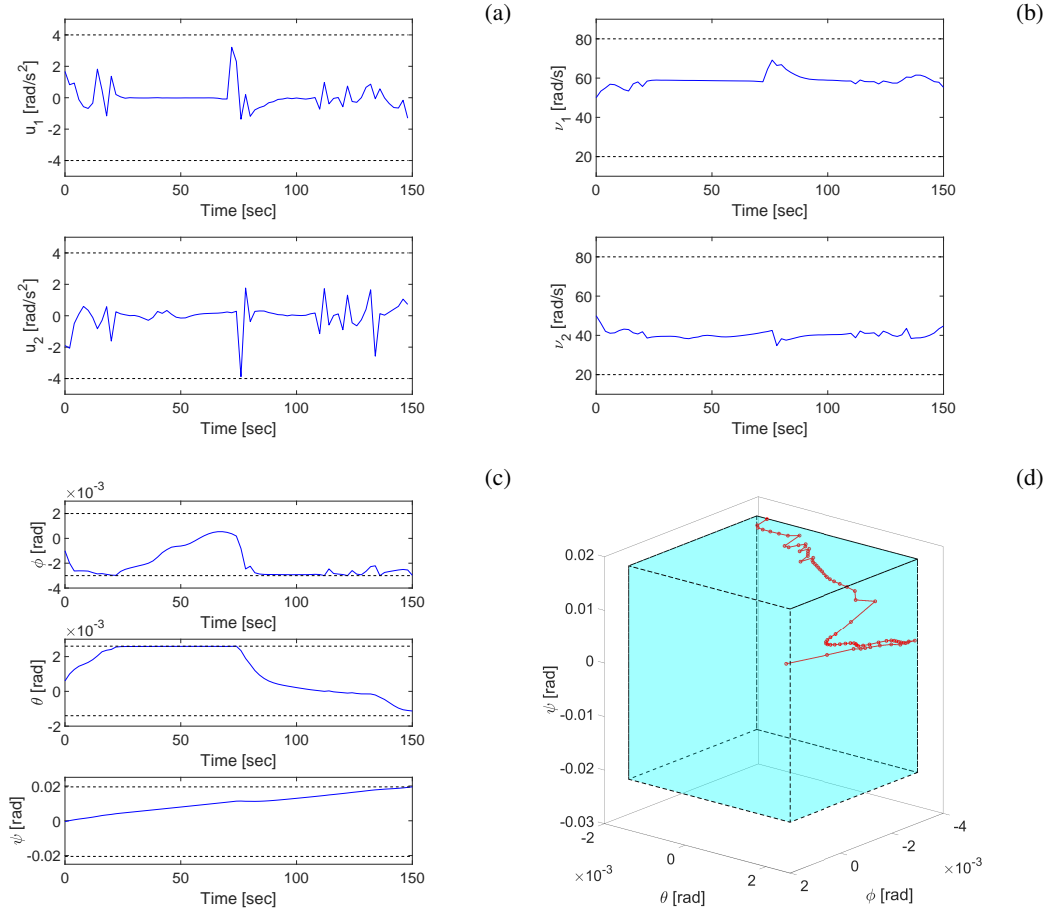 (a)
4
2
0
-2
-4
u1 [rad/s2]
0 50 100 150
Time [sec]
(b)
80
60
40
20
ν1 [rad/s]
0 50 100 150
Time [sec]
4
2
0
-2
-4
u2 [rad/s2]
0 50 100 150
Time [sec]
80
60
40
20
ν2 [rad/s]
0 50 100 150
Time [sec]
(c)
×10-3
2
0
-2
-4
ϕ [rad]
0 50 100 150
Time [sec]
×10-3
2
0
-2
θ [rad]
0 50 100 150
Time [sec]
0.02
0
-0.02
ψ [rad]
0 50 100 150
Time [sec]
(d)
0.02
0.01
0
-0.01
-0.02
-0.03
ψ [rad]
-2
0
2
×10-3
θ [rad]
2
0
-2
-4
×10-3
ϕ [rad]